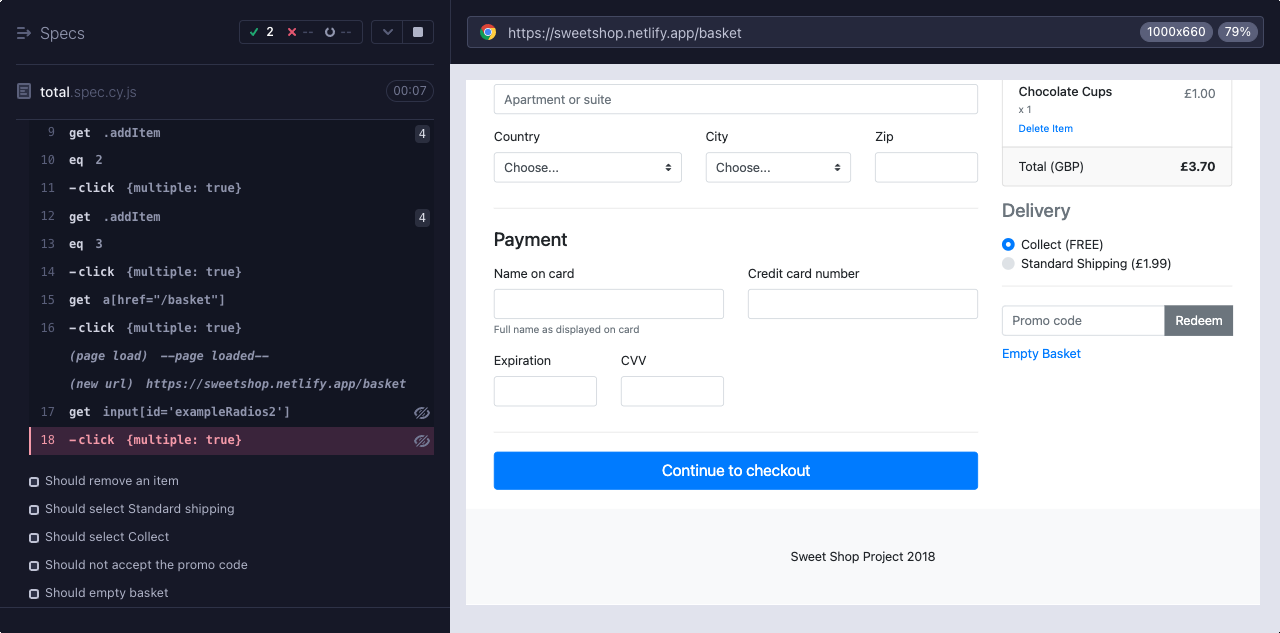 Specs
2 -- --
total.spec.cy.js
00:07
9 get .addItem 4
10 eq 2
11 -click {multiple: true}
12 get .addItem 4
13 eq 3
14 -click {multiple: true}
15 get a[href="/basket"]
16 -click {multiple: true}
(page load) --page loaded--
(new url) https://sweetshop.netlify.app/basket
17 get input[id='exampleRadios2']
18 -click {multiple: true}
Should remove an item
Should select Standard shipping
Should select Collect
Should not accept the promo code
Should empty basket
https://sweetshop.netlify.app/basket
1000x660 79%
Apartment or suite
Country City Zip
Choose... Choose...
Payment
Name on card Credit card number
Full name as displayed on card
Expiration CVV
Continue to checkout
Chocolate Cups £1.00
x 1
Delete Item
Total (GBP) £3.70
Delivery
Collect (FREE)
Standard Shipping (£1.99)
Promo code Redeem
Empty Basket
Sweet Shop Project 2018